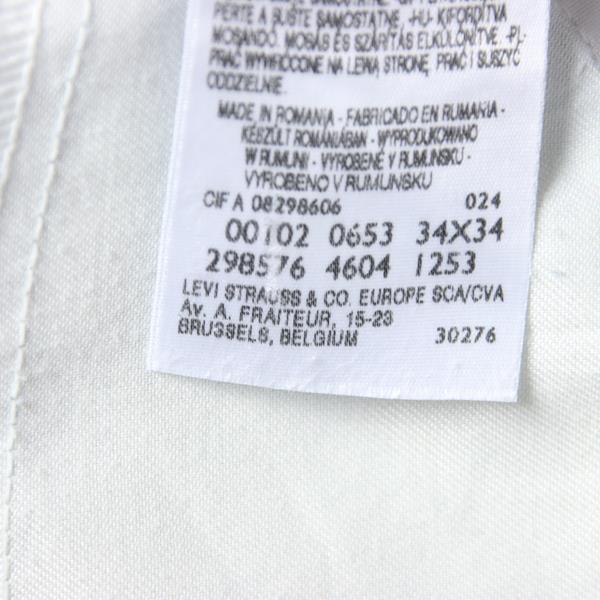 PERTE A SUŠTE SAMOSTATNE. -HU- KIFORDÍTVA
MOSANDÓ. MOSÁS ÉS SZÁRÍTÁS ELKÜLÖNÍTVE. -PL-
PRAĆ WYWRÓCONE NA LEWĄ STRONĘ, PRAĆ I SUSZYĆ
ODDZIELNIE.
MADE IN ROMANIA - FABRICADO EN RUMANIA -
KÉSZÜLT ROMÁNIÁBAN - WYPRODUKOWANO
W RUMUNII - VYROBENÉ V RUMUNSKU -
VYROBENO V RUMUNSKU
CIF A 08298606 024
00102 0653 34X34
298576 4604 1253
LEVI STRAUSS & CO. EUROPE SCA/CVA
Av. A. FRAITEUR, 15-23
BRUSSELS, BELGIUM 30276